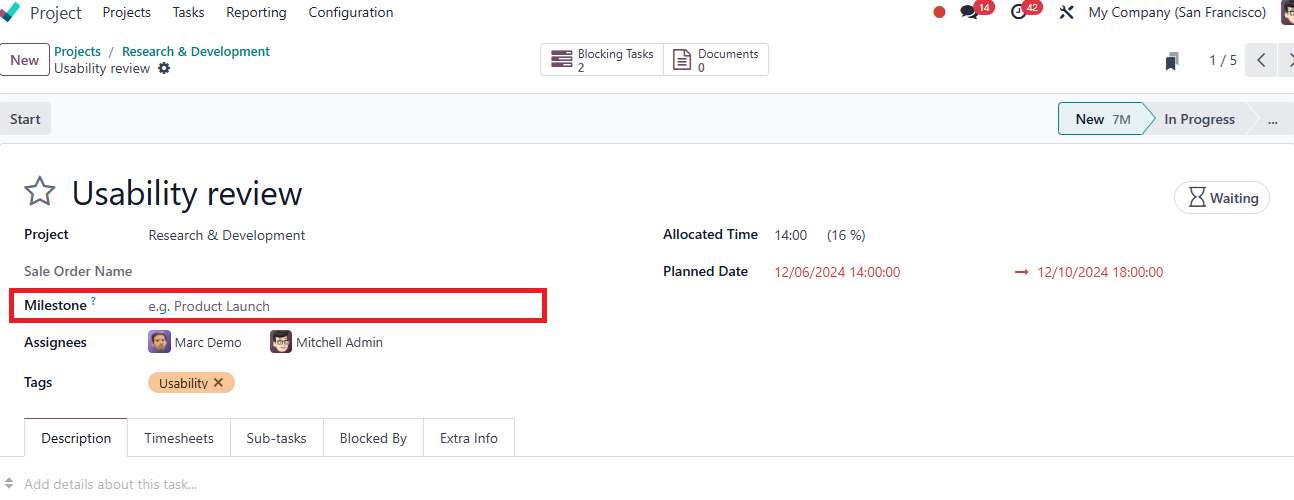 Project Projects Tasks Reporting Configuration 14 42 My Company (San Francisco)
New Projects / Research & Development Blocking Tasks Documents
Usability review 2 0 1 / 5
Start New 7M In Progress ...
Usability review Waiting
Project Research & Development Allocated Time 14:00 (16 %)
Sale Order Name Planned Date 12/06/2024 14:00:00 → 12/10/2024 18:00:00
Milestone ? e.g. Product Launch
Assignees Marc Demo Mitchell Admin
Tags Usability ✕
Description Timesheets Sub-tasks Blocked By Extra Info
Add details about this task...